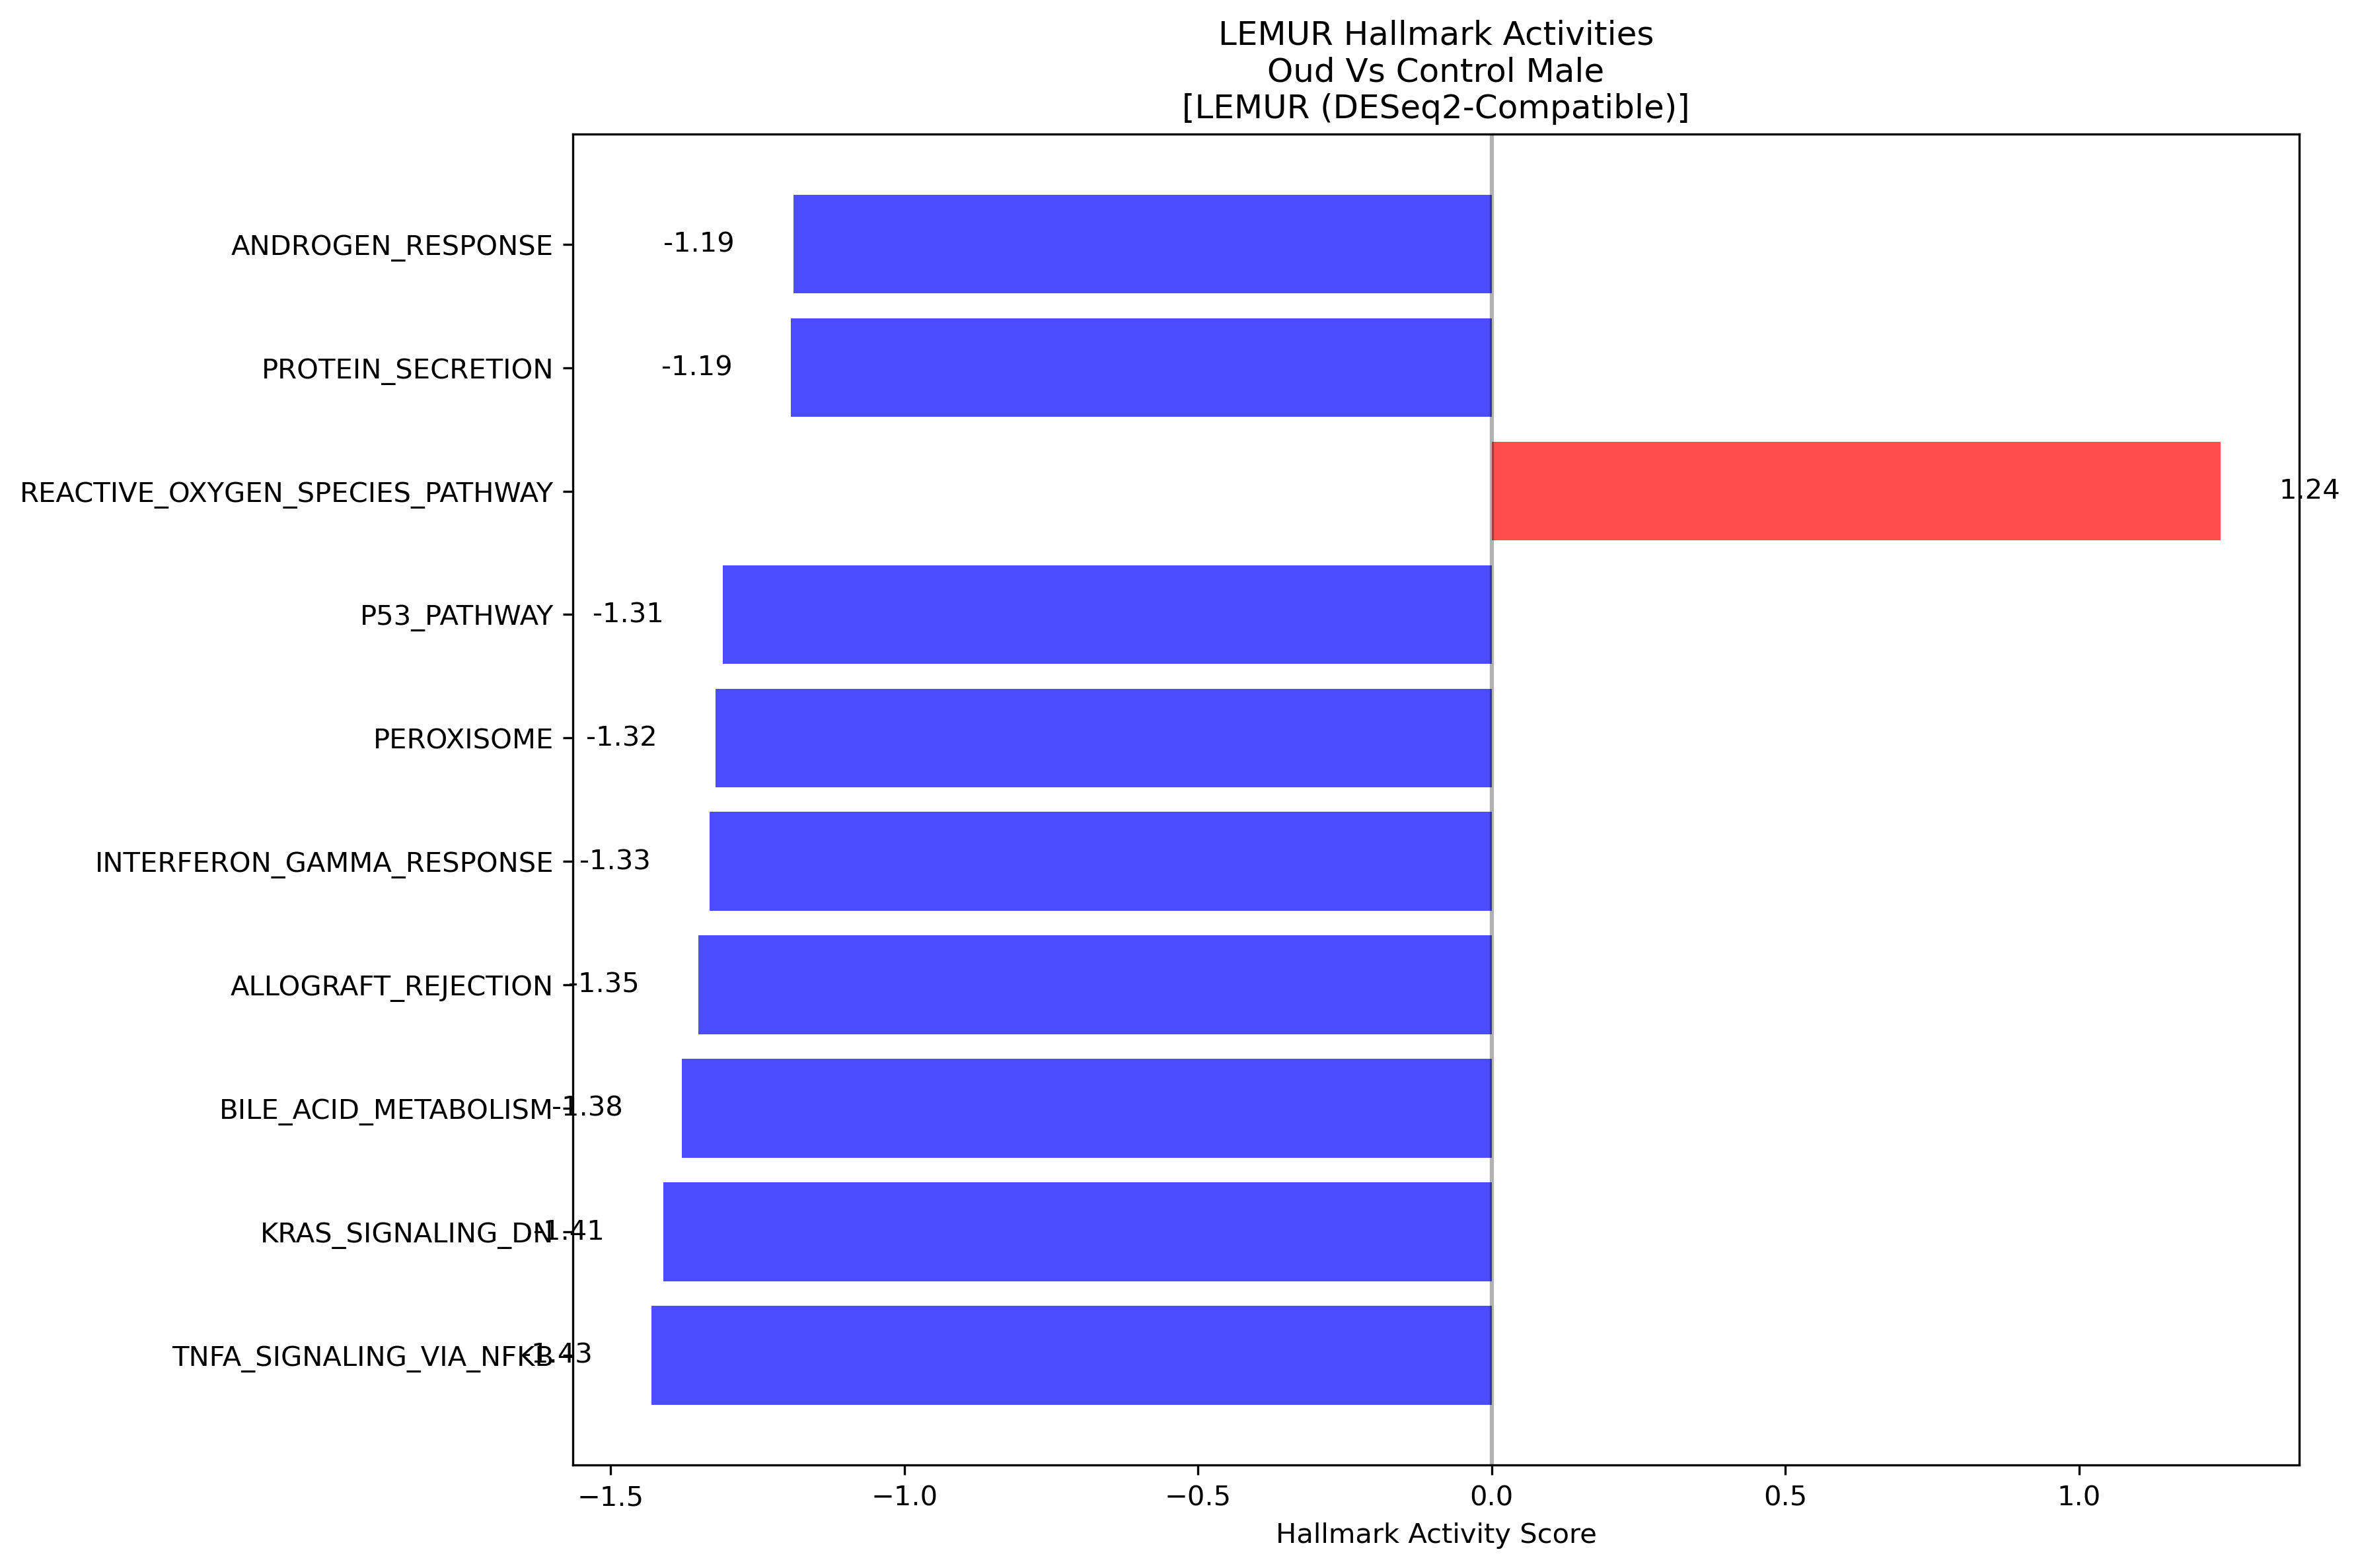 LEMUR Hallmark Activities
Oud Vs Control Male
[LEMUR (DESeq2-Compatible)]
ANDROGEN_RESPONSE -1.19
PROTEIN_SECRETION -1.19
REACTIVE_OXYGEN_SPECIES_PATHWAY 1.24
P53_PATHWAY -1.31
PEROXISOME -1.32
INTERFERON_GAMMA_RESPONSE -1.33
ALLOGRAFT_REJECTION -1.35
BILE_ACID_METABOLISM -1.38
KRAS_SIGNALING_DN -1.41
TNFA_SIGNALING_VIA_NFKB -1.43
−1.5 −1.0 −0.5 0.0 0.5 1.0
Hallmark Activity Score